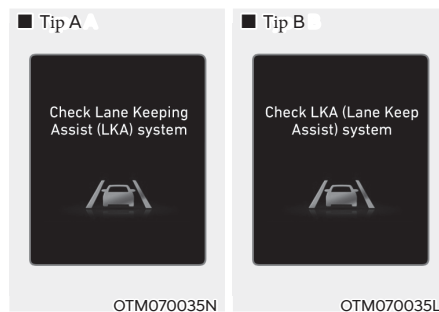 ■ Tip A
Check Lane Keeping
Assist (LKA) system
OTM070035N
■ Tip B
Check LKA (Lane Keep
Assist) system
OTM070035L